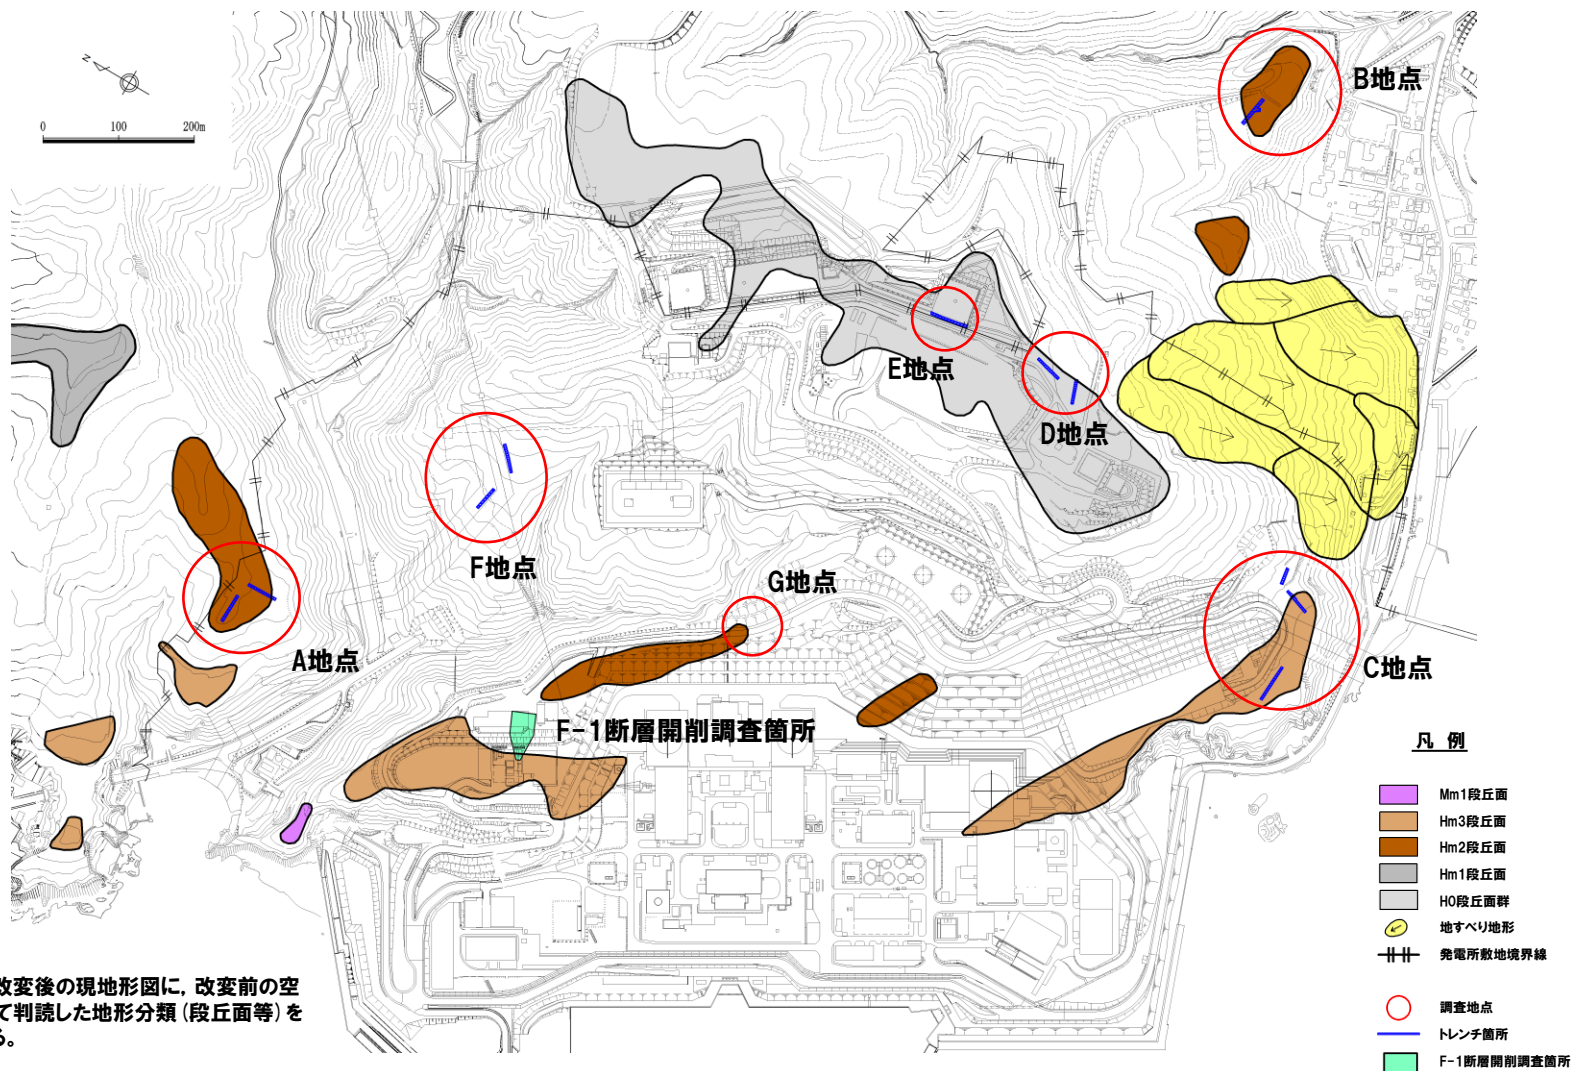 N
0 100 200m
B地点
E地点
D地点
F地点
G地点
A地点
C地点
F-1断層開削調査箇所
凡 例
Mm1段丘面
Hm3段丘面
Hm2段丘面
Hm1段丘面
H0段丘面群
地すべり地形
発電所敷地境界線
調査地点
トレンチ箇所
F-1断層開削調査箇所
改変後の現地形図に，改変前の空
て判読した地形分類（段丘面等）を
る。